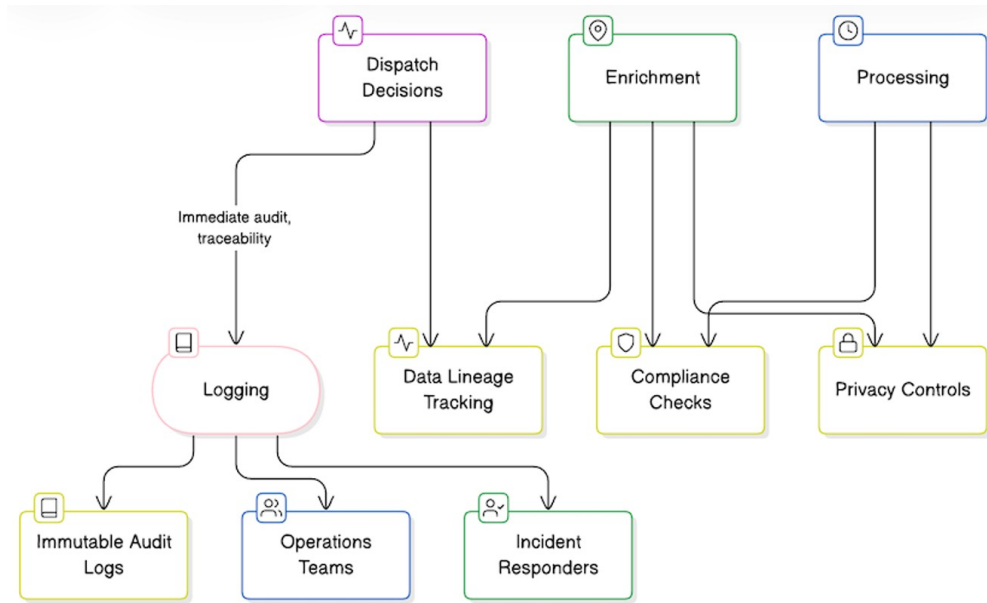 Dispatch
Decisions
Enrichment
Processing
Immediate audit,
traceability
Logging
Data Lineage
Tracking
Compliance
Checks
Privacy Controls
Immutable Audit
Logs
Operations
Teams
Incident
Responders